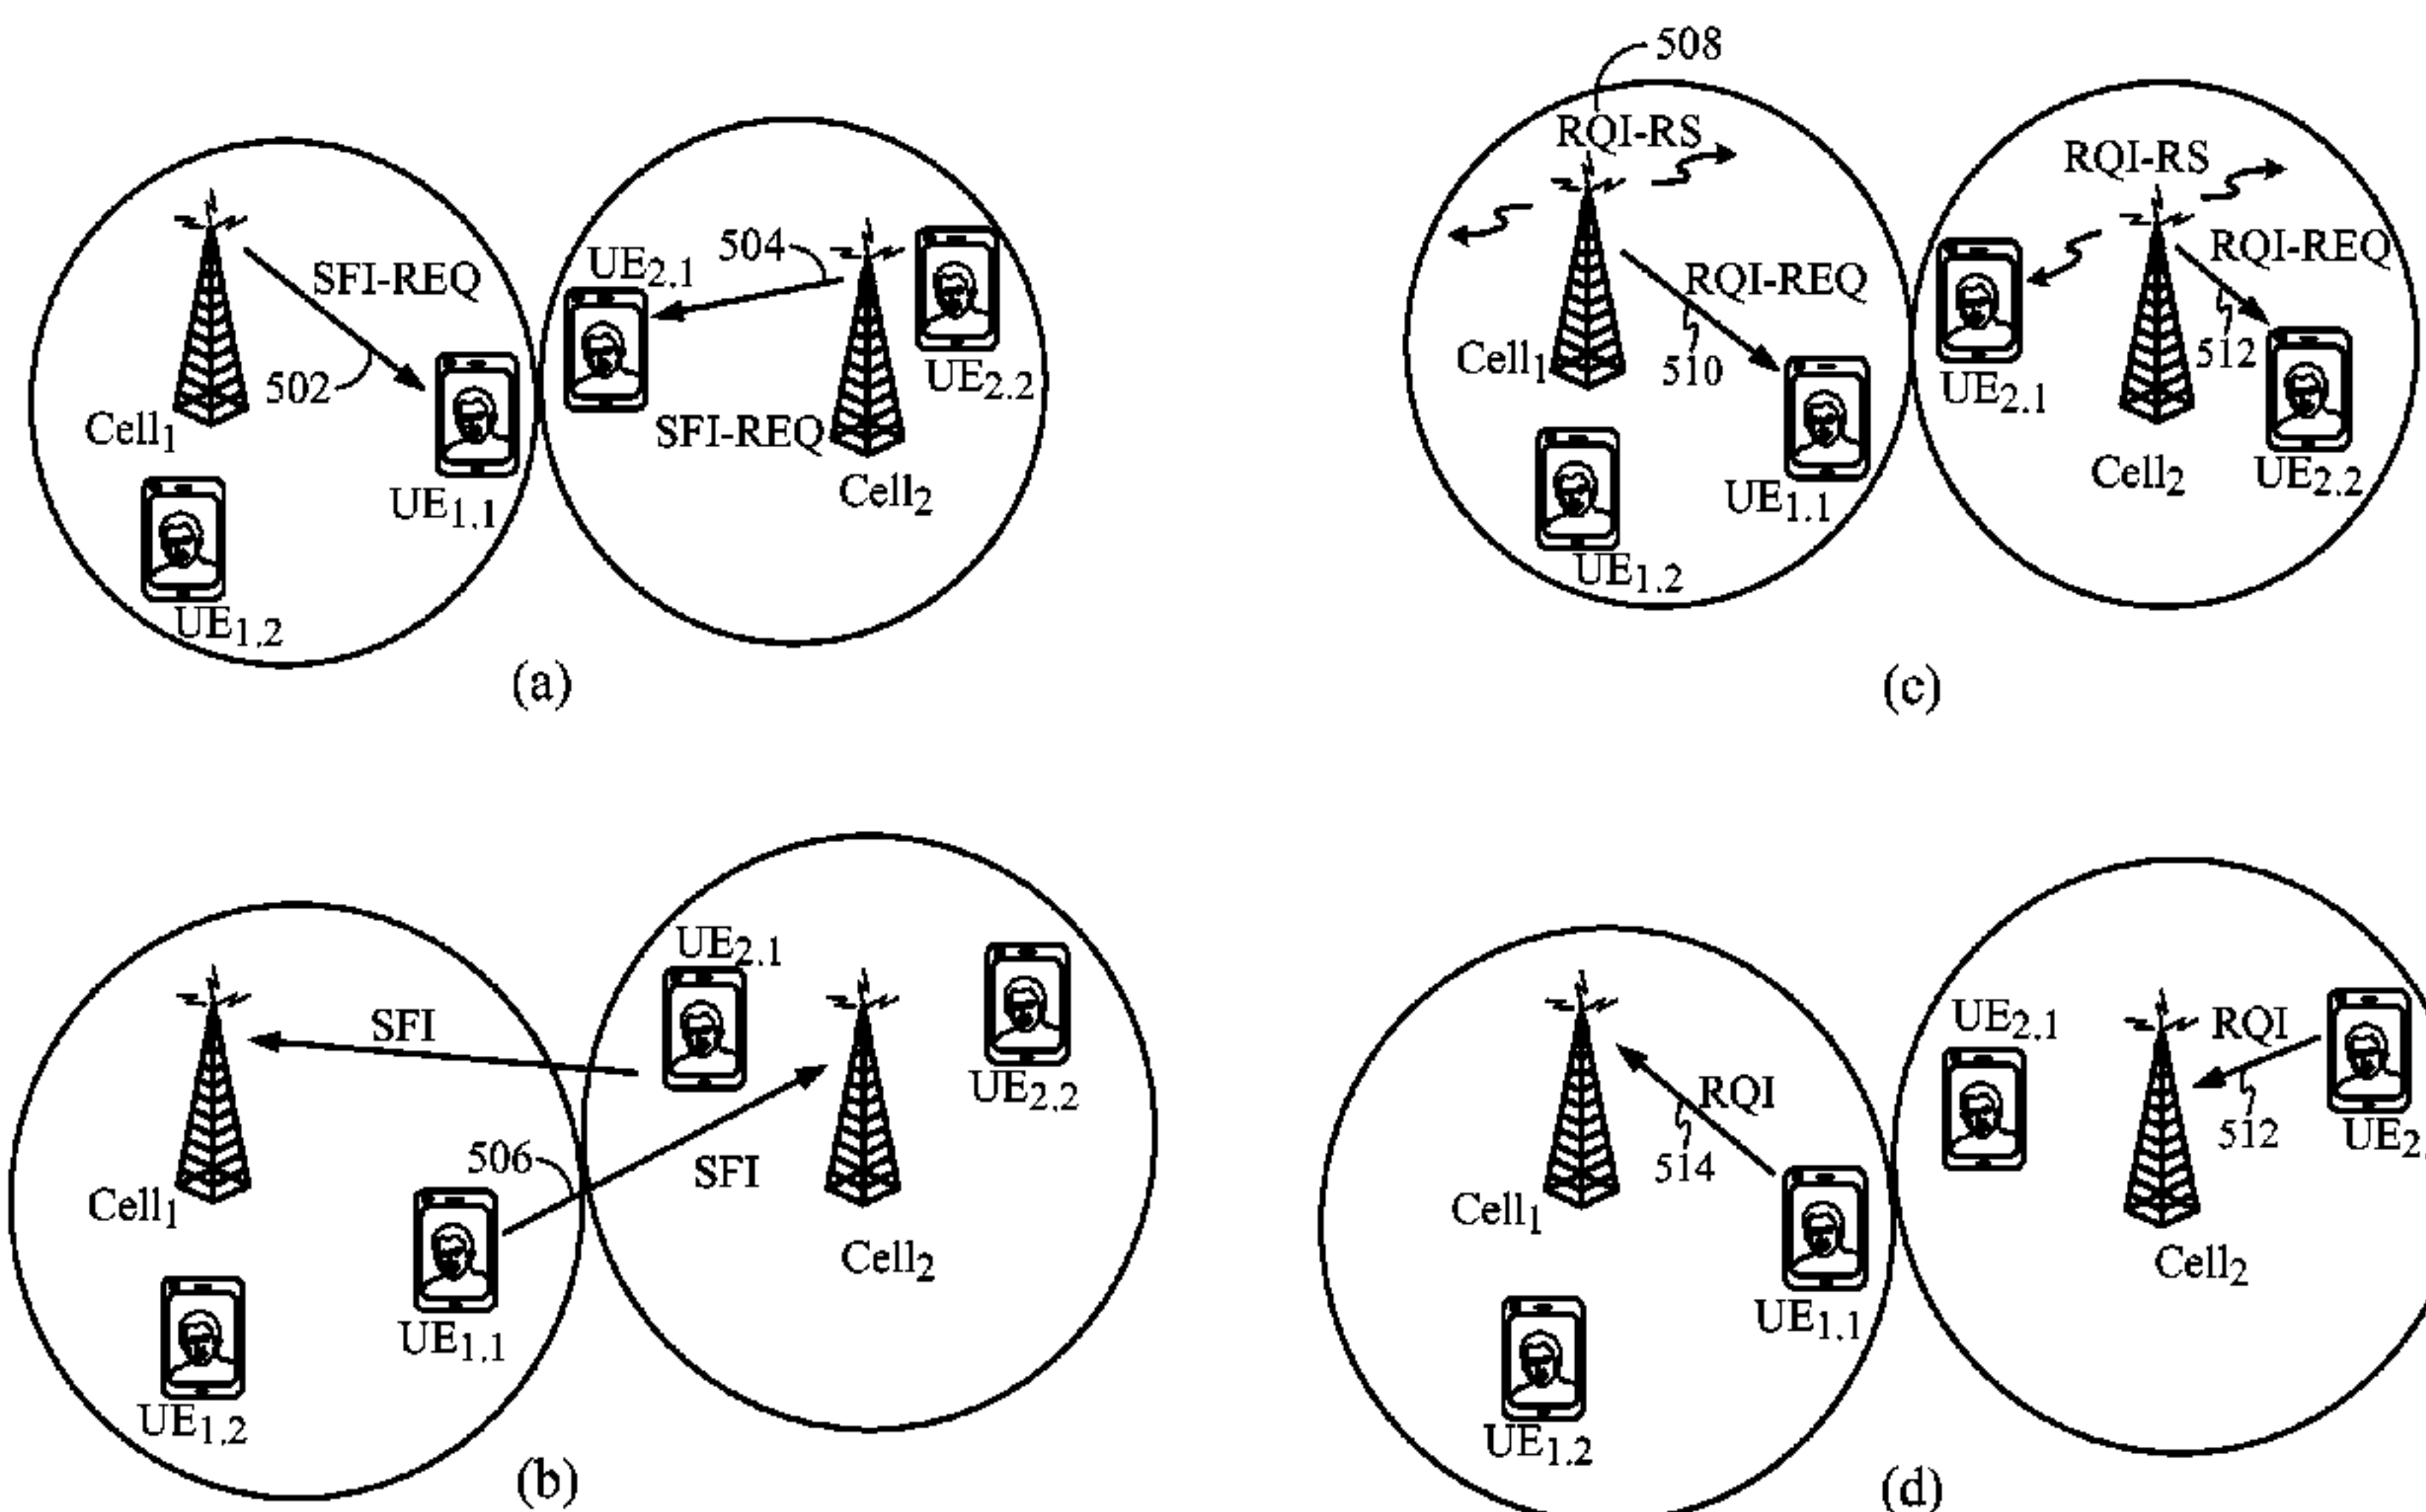 504
UE2.1
SFI-REQ
UE2.2
502
SFI-REQ
Cell1
Cell2
UE1,1
UE1,2
(a)
508
RQI-RS
RQI-RS
RQI-REQ
RQI-REQ
512
Cell1
510
UE2.1
UE2.2
Cell2
UE1.1
UE1,2
(c)
UE2.1
SFI
UE2,2
506
SFI
Cell1
Cell2
UE1,1
UE1,2
(b)
UE2,1
RQI
RQI
512
UE2.
514
Cell1
Cell2
UE1.1
UE1.2
(d)